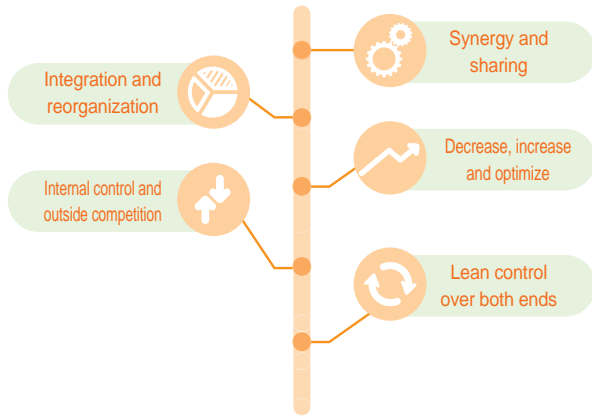 Synergy and
sharing
Integration and
reorganization
Decrease, increase
and optimize
Internal control and
outside competition
Lean control
over both ends